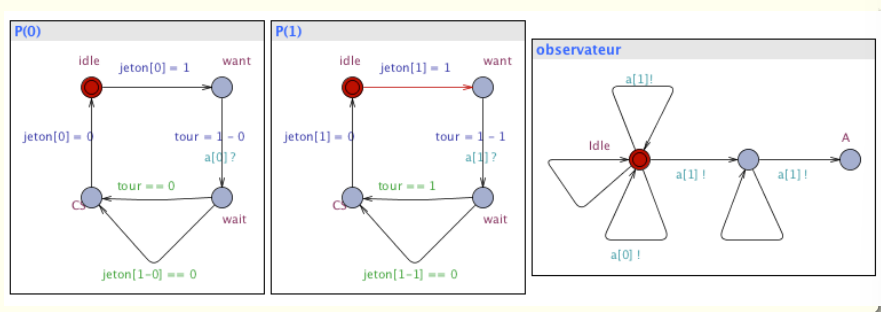 P(0)
idle
want
jeton[0] = 1
jeton[0] = 0
tour = 1 - 0
a[0] ?
tour == 0
CS
wait
jeton[1-0] == 0
P(1)
idle
want
jeton[1] = 1
jeton[1] = 0
tour = 1 - 1
a[1] ?
tour == 1
CS
wait
jeton[1-1] == 0
observateur
a[1]!
Idle
A
a[1] !
a[1] !
a[0] !